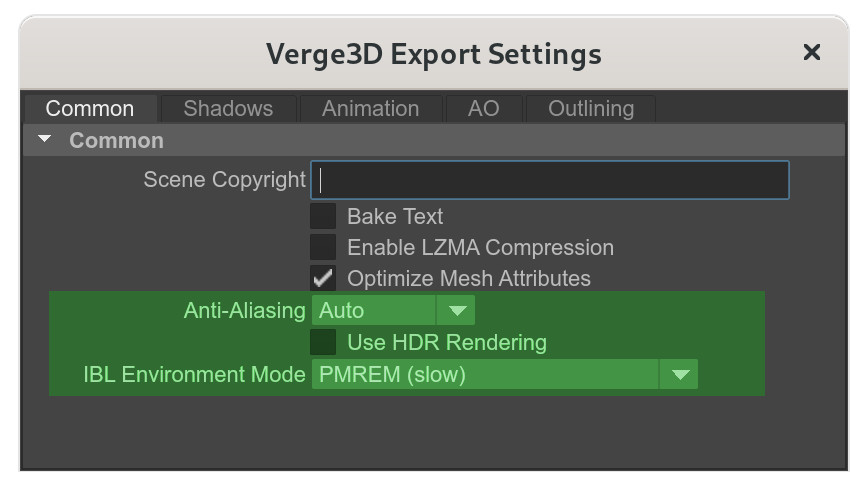 Verge3D Export Settings
Common Shadows Animation AO Outlining
Common
Scene Copyright
Bake Text
Enable LZMA Compression
Optimize Mesh Attributes
Anti-Aliasing Auto
Use HDR Rendering
IBL Environment Mode PMREM (slow)